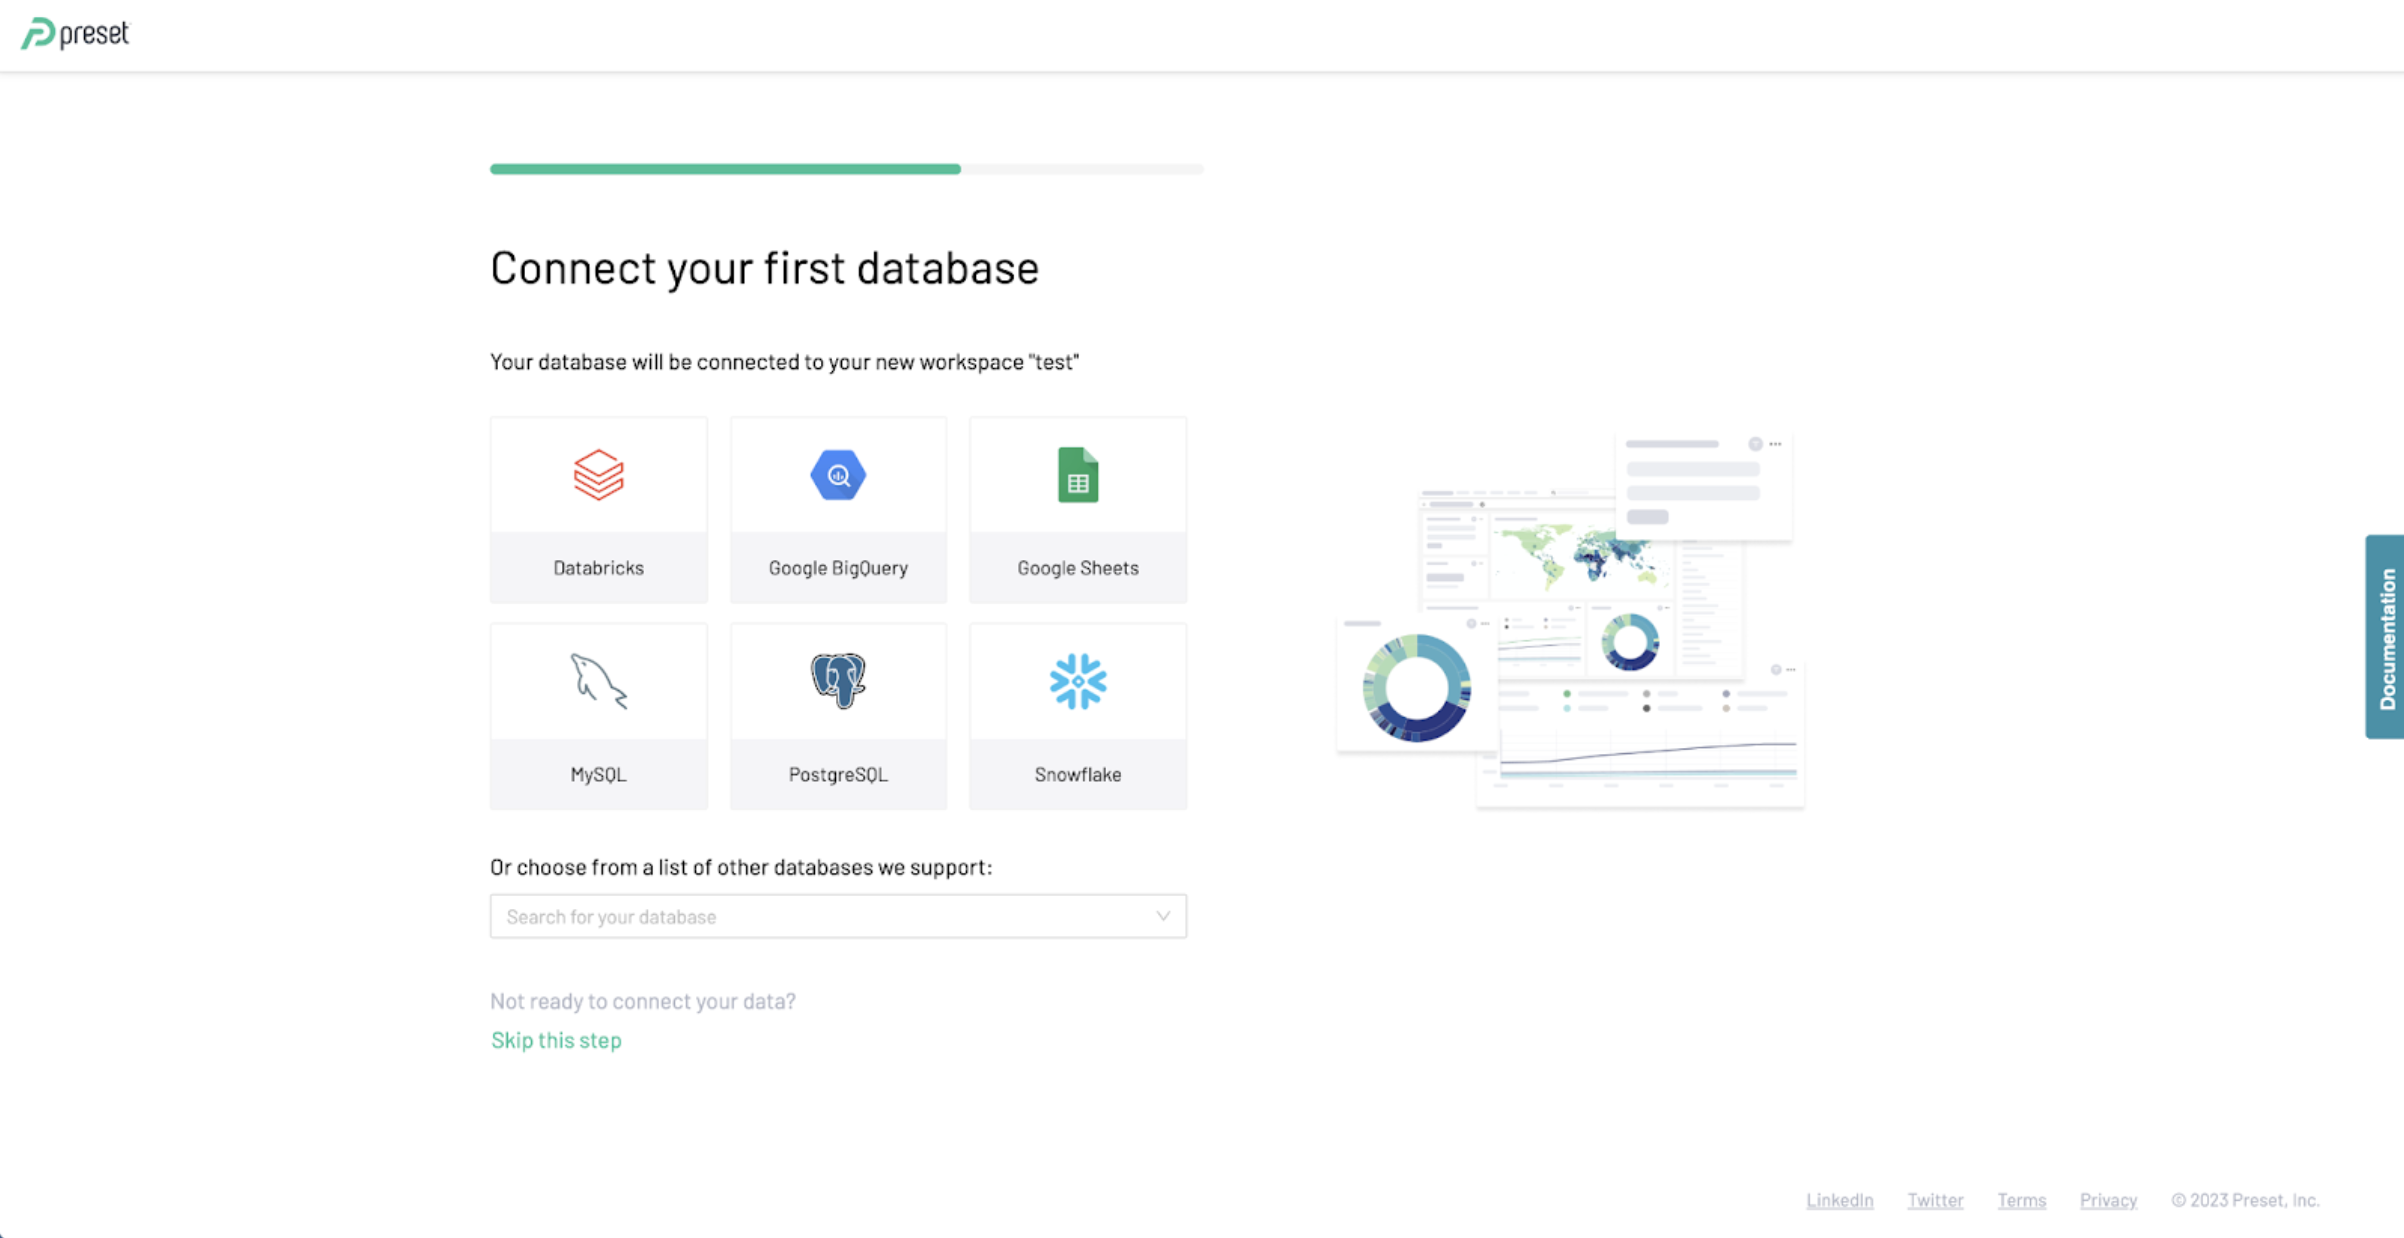 preset
Connect your first database
Your database will be connected to your new workspace "test"
Databricks
Google BigQuery
Google Sheets
MySQL
PostgreSQL
Snowflake
Or choose from a list of other databases we support:
Search for your database
Not ready to connect your data?
Skip this step
Documentation
LinkedIn Twitter Terms Privacy © 2023 Preset, Inc.